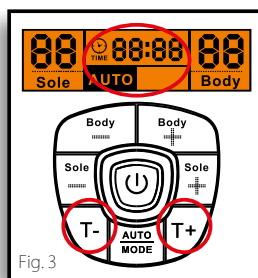 88 TIME 88:88 88
Sole AUTO Body
Body Body
— +
Sole Sole
— +
T- AUTO T+
MODE
Fig. 3